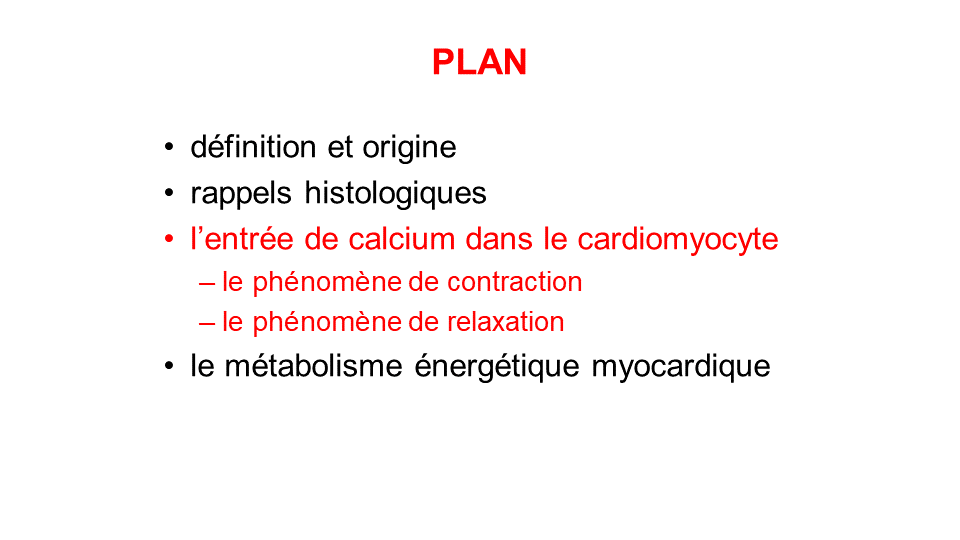 PLAN
• définition et origine
• rappels histologiques
• l’entrée de calcium dans le cardiomyocyte
– le phénomène de contraction
– le phénomène de relaxation
• le métabolisme énergétique myocardique